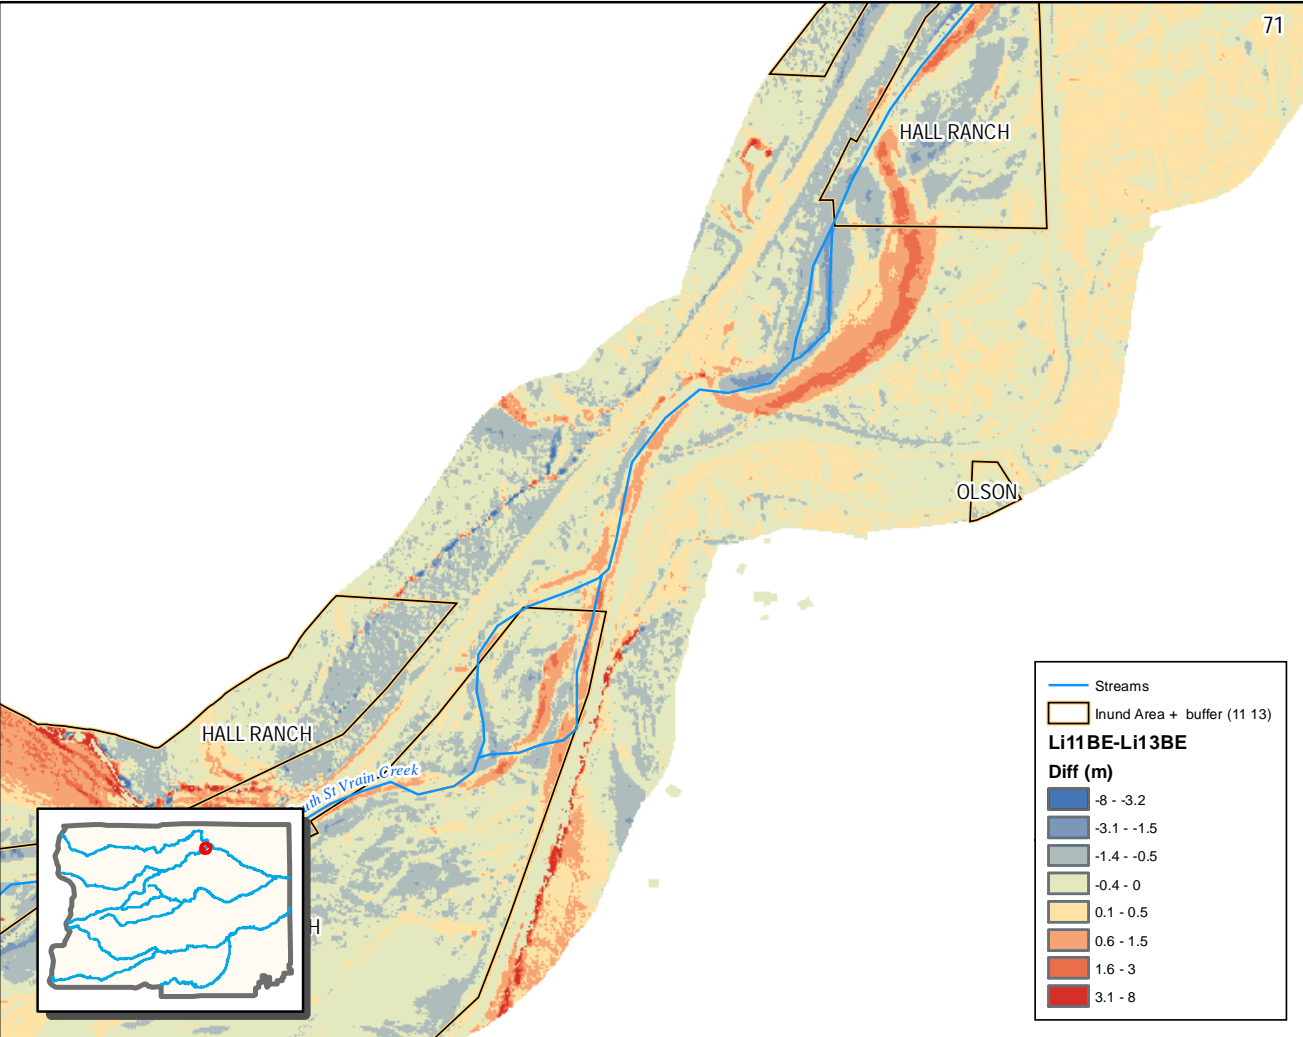 71
HALL RANCH
OLSON
HALL RANCH
uth St Vrain Creek
H
Streams
Inund Area + buffer (11 13)
Li11BE-Li13BE
Diff (m)
-8 - -3.2
-3.1 - -1.5
-1.4 - -0.5
-0.4 - 0
0.1 - 0.5
0.6 - 1.5
1.6 - 3
3.1 - 8